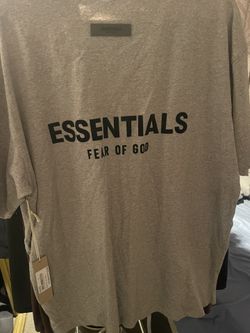 ESSENTIALS
FEAR OF GOD